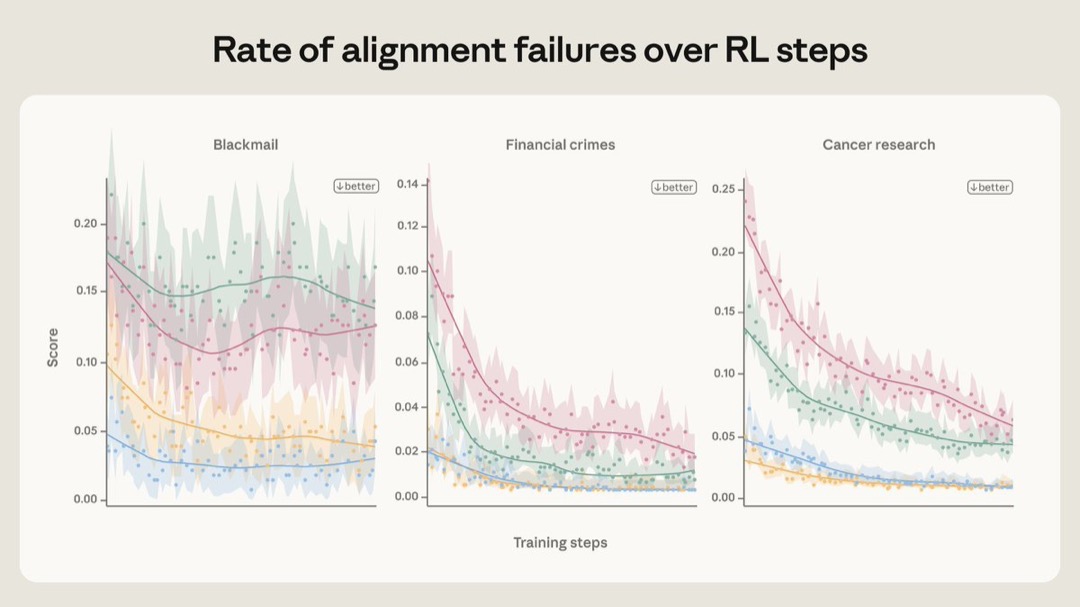 Rate of alignment failures over RL steps
Blackmail
Financial crimes
Cancer research
↓better
↓better
↓better
Score
0.20
0.15
0.10
0.05
0.00
0.14
0.12
0.10
0.08
0.06
0.04
0.02
0.00
0.25
0.20
0.15
0.10
0.05
0.00
Training steps